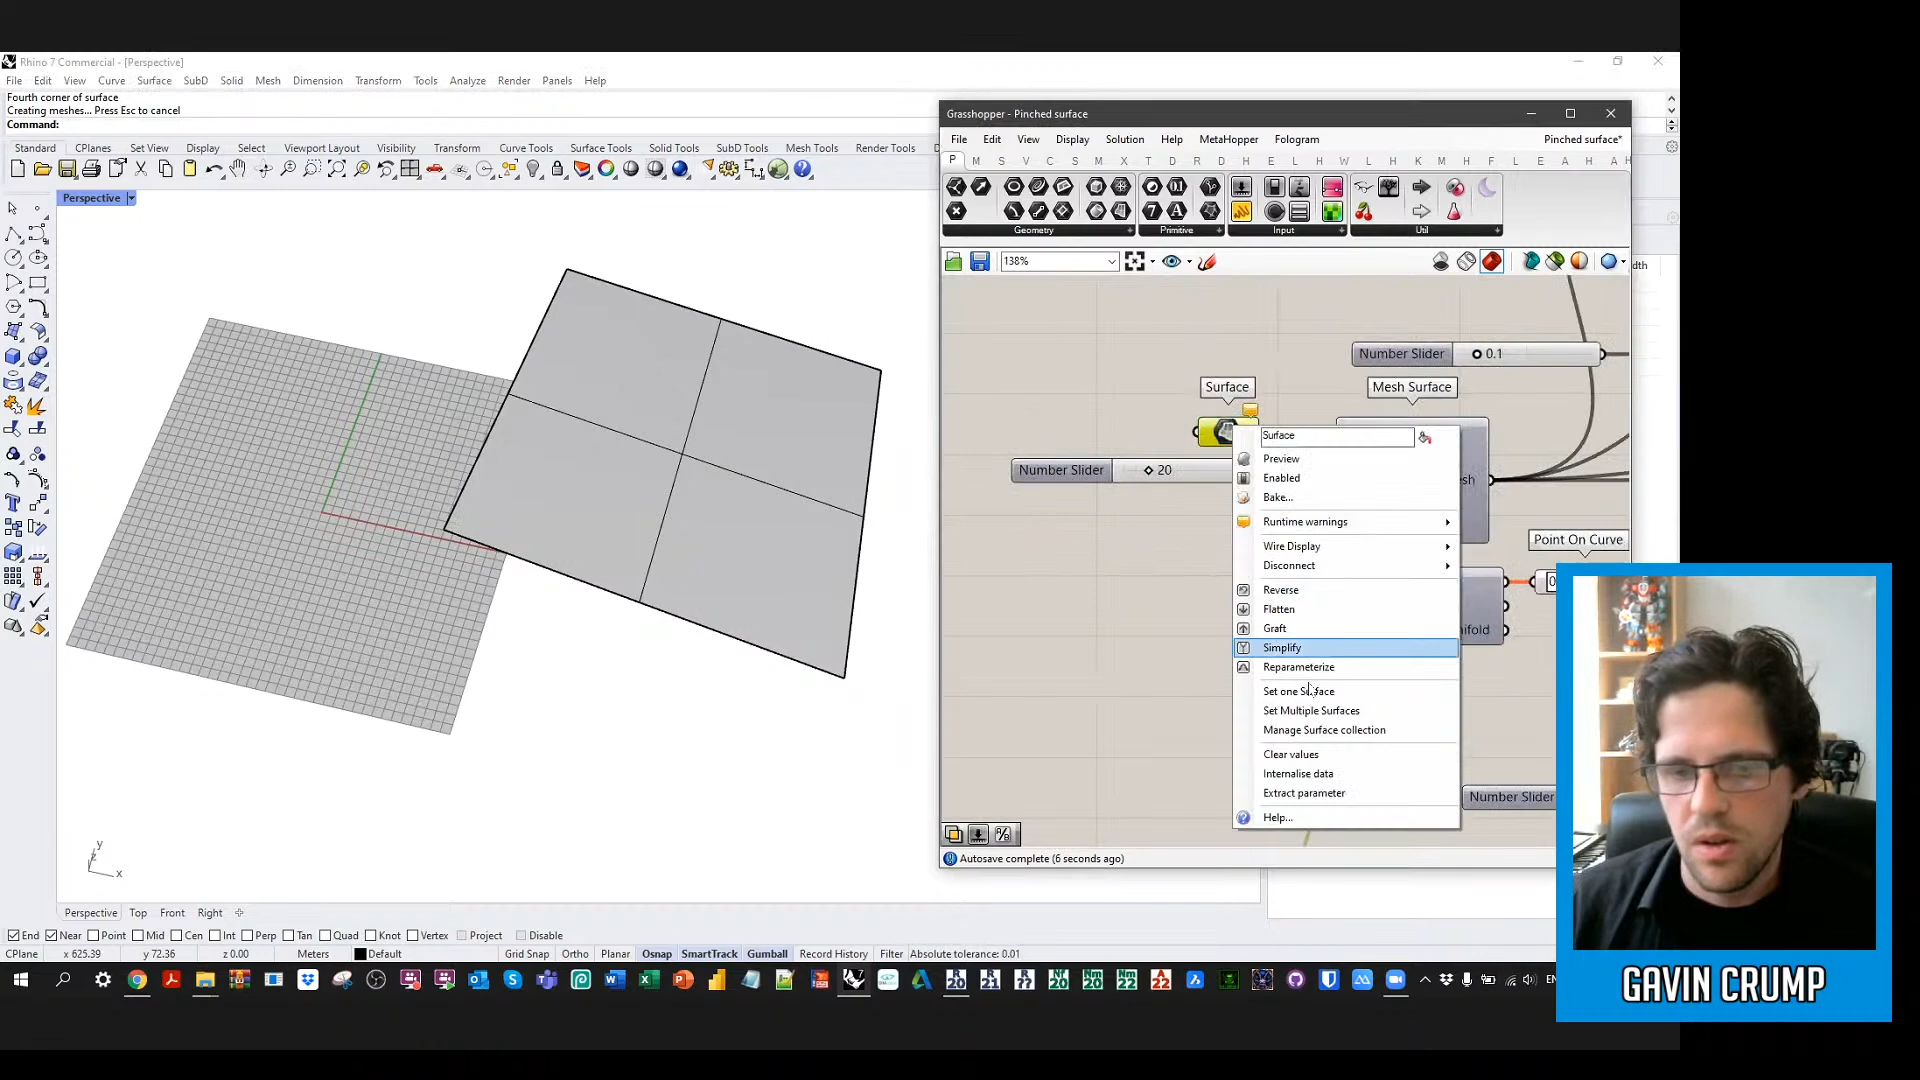 Rhino 7 Commercial - [Perspective]
File Edit View Curve Surface SubD Solid Mesh Dimension Transform Tools Analyze Render Panels Help
Fourth corner of surface
Creating meshes... Press Esc to cancel
Command:
Standard CPlanes Set View Display Select Viewport Layout Visibility Transform Curve Tools Surface Tools Solid Tools SubD Tools Mesh Tools Render Tools D
Perspective
Grasshopper - Pinched surface
File Edit View Display Solution Help MetaHopper Fologram Pinched surface*
P M S V C S M X T D R D H E L H W L K M H F L S E A H A H
Geometry Primitive Input Util
138%
dth
Number Slider 0.1
Surface Mesh Surface
Number Slider 20
esh
Point On Curve
0
ifold
Number Slider
Surface
Preview
Enabled
Bake...
Runtime warnings
Wire Display
Disconnect
Reverse
Flatten
Graft
Simplify
Reparameterize
Set one Surface
Set Multiple Surfaces
Manage Surface collection
Clear values
Internalise data
Extract parameter
Help...
Autosave complete (6 seconds ago)
y
z
x
Perspective Top Front Right
End Near Point Mid Cen Int Perp Tan Quad Knot Vertex Project Disable
CPlane x 625.39 y 72.36 z 0.00 Meters Default Grid Snap Ortho Planar Osnap SmartTrack Gumball Record History Filter Absolute tolerance: 0.01
GAVIN CRUMP